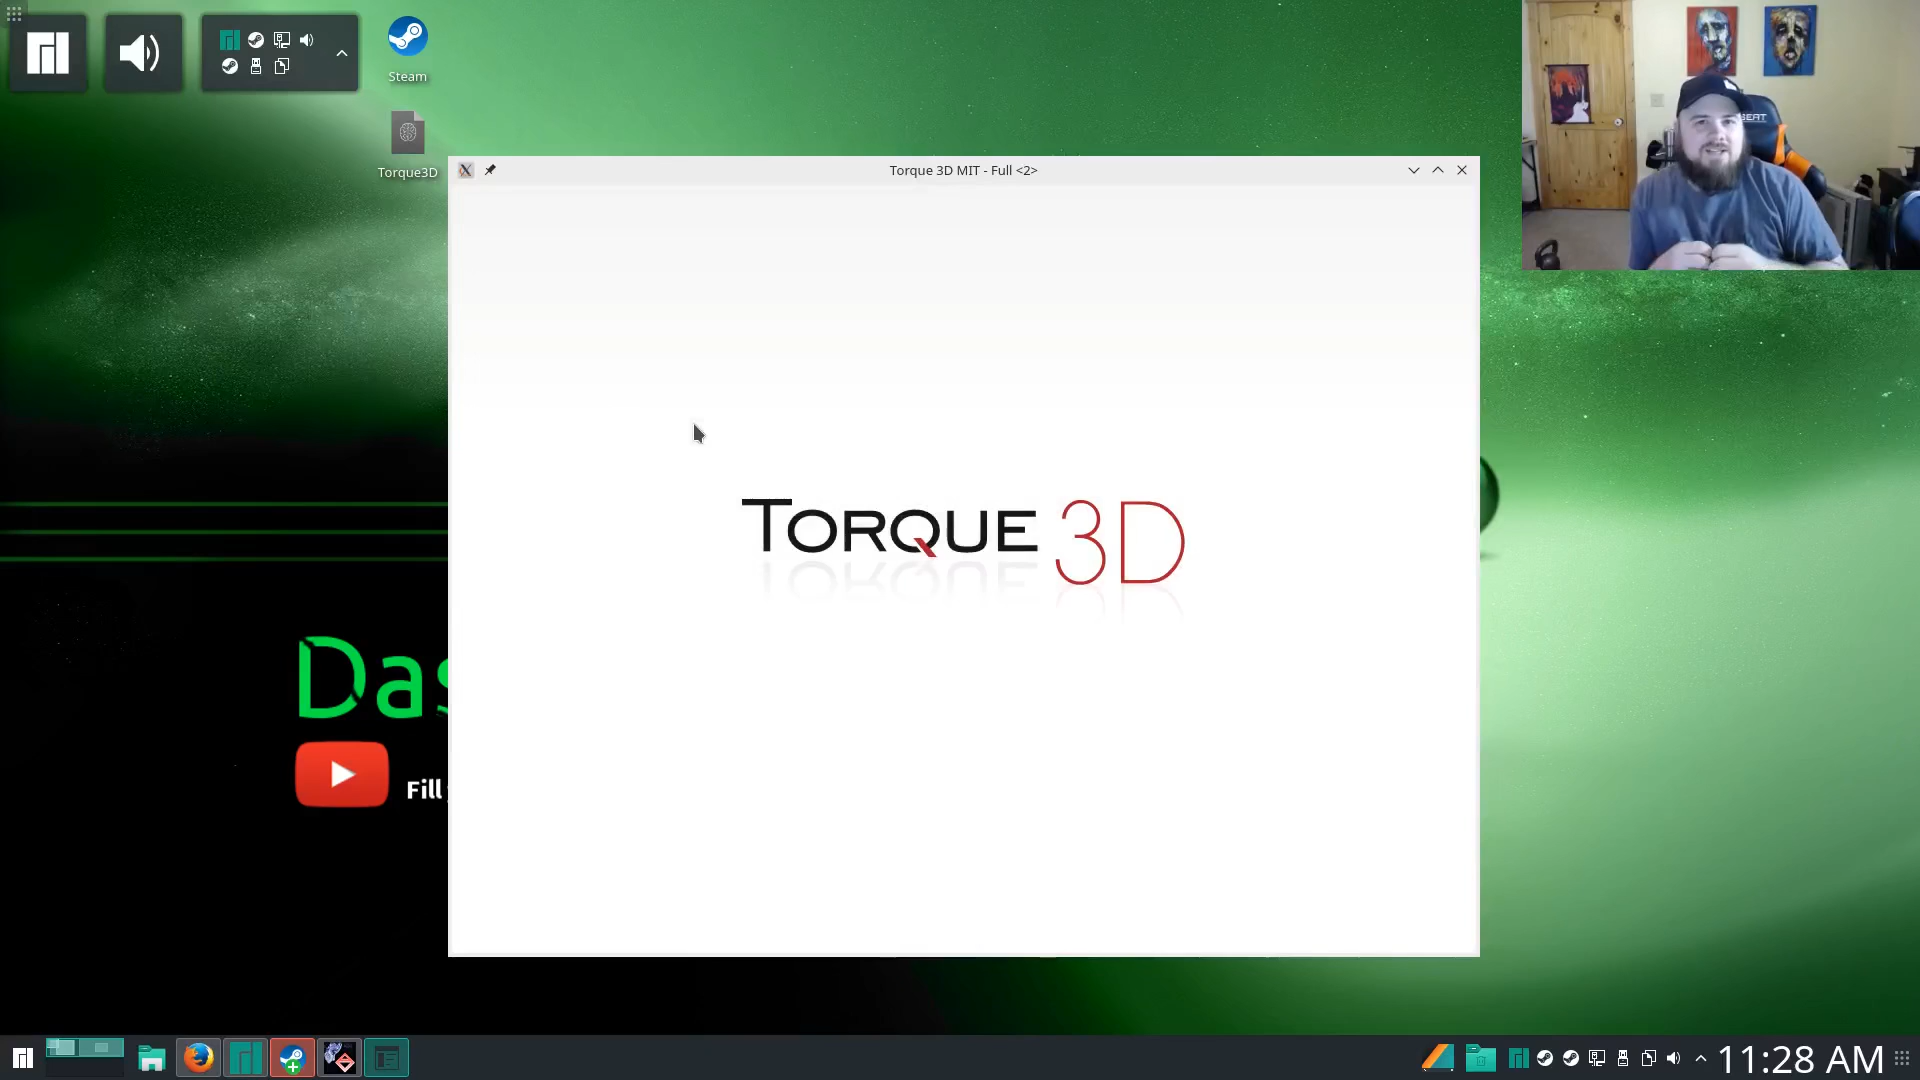 Steam
Torque3D
Torque 3D MIT - Full <2>
TORQUE 3D
Das
Fill
11:28 AM